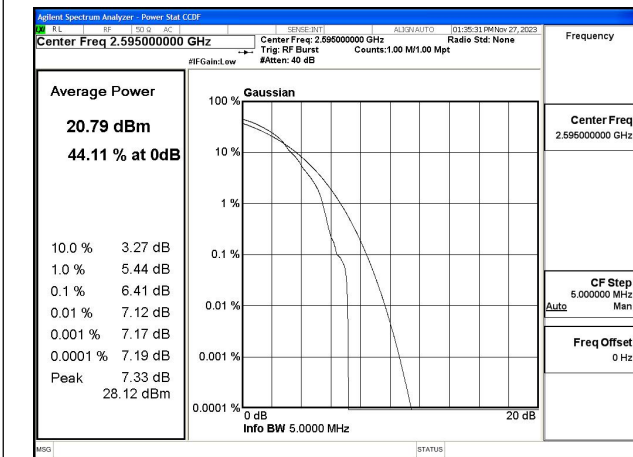 Agilent Spectrum Analyzer - Power Stat CCDF
RL RF 50 Ω AC SENSE:INT ALIGN AUTO 01:35:31 PM Nov 27, 2023
Center Freq 2.595000000 GHz
Center Freq: 2.595000000 GHz Radio Std: None
Trig: RF Burst Counts:1.00 M/1.00 Mpt
#IFGain:Low #Atten: 40 dB
Frequency
Average Power
20.79 dBm
44.11 % at 0dB
10.0 % 3.27 dB
1.0 % 5.44 dB
0.1 % 6.41 dB
0.01 % 7.12 dB
0.001 % 7.17 dB
0.0001 % 7.19 dB
Peak 7.33 dB
28.12 dBm
Gaussian
100 %
10 %
1 %
0.1 %
0.01 %
0.001 %
0.0001 %
0 dB 20 dB
Info BW 5.0000 MHz
Center Freq
2.595000000 GHz
CF Step
5.000000 MHz
Auto Man
Freq Offset
0 Hz
MSG STATUS